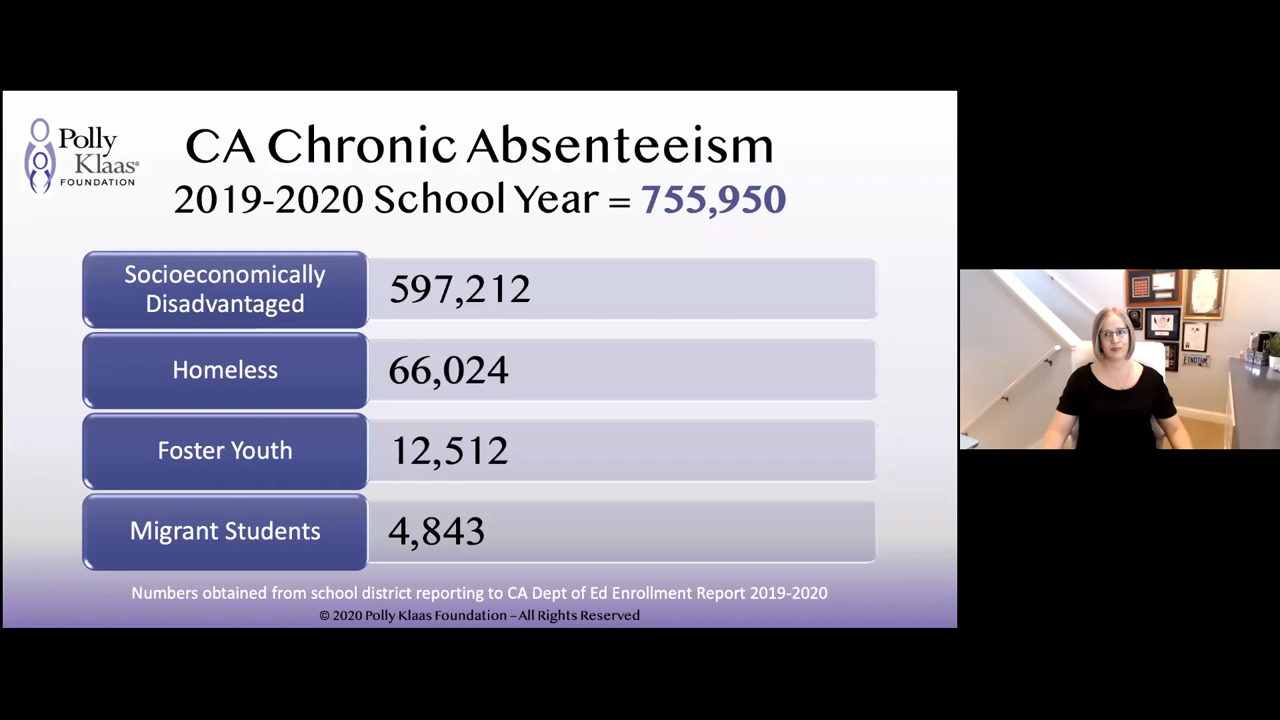 Polly
Klaas®
FOUNDATION
CA Chronic Absenteeism
2019-2020 School Year = 755,950
Socioeconomically
Disadvantaged
597,212
Homeless
66,024
Foster Youth
12,512
Migrant Students
4,843
Numbers obtained from school district reporting to CA Dept of Ed Enrollment Report 2019-2020
© 2020 Polly Klaas Foundation – All Rights Reserved